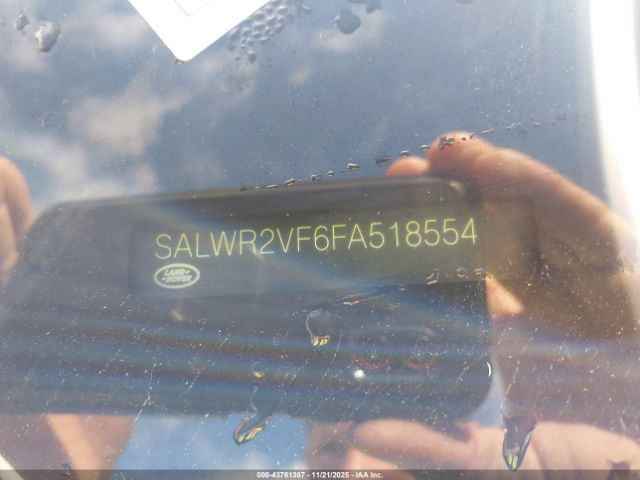 SALWR2VF6FA518554
LAND
ROVER
000-43761387 - 11/21/2025 - IAA Inc.